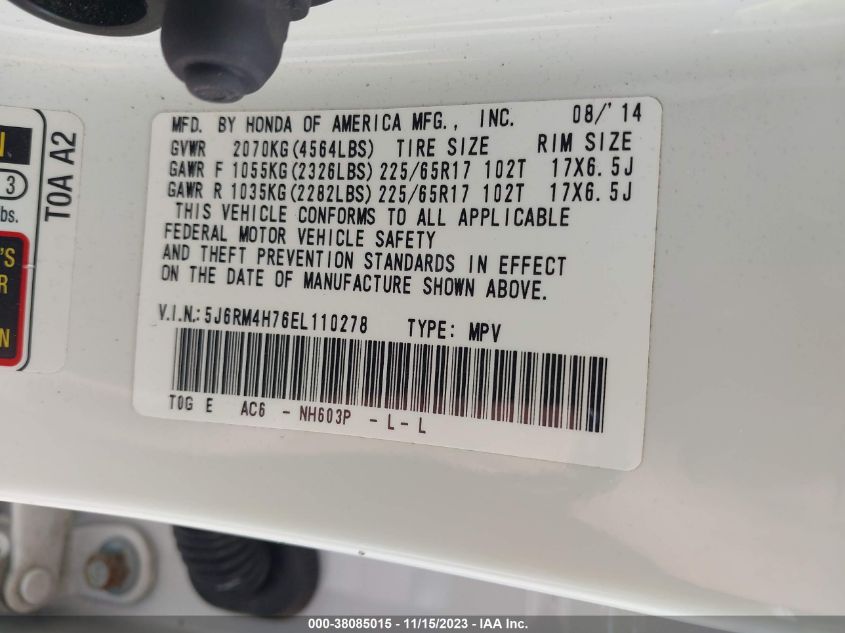 MFD. BY HONDA OF AMERICA MFG., INC. 08/'14
GVWR 2070KG(4564LBS) TIRE SIZE RIM SIZE
GAWR F 1055KG(2326LBS) 225/65R17 102T 17X6.5J
GAWR R 1035KG(2282LBS) 225/65R17 102T 17X6.5J
THIS VEHICLE CONFORMS TO ALL APPLICABLE
FEDERAL MOTOR VEHICLE SAFETY
AND THEFT PREVENTION STANDARDS IN EFFECT
ON THE DATE OF MANUFACTURE SHOWN ABOVE.
V.I.N.: 5J6RM4H76EL110278 TYPE: MPV
T0G E AC6 - NH603P - L - L
T0A A2
N
3
lbs.
'S
R
N
000-38085015 - 11/15/2023 - IAA Inc.